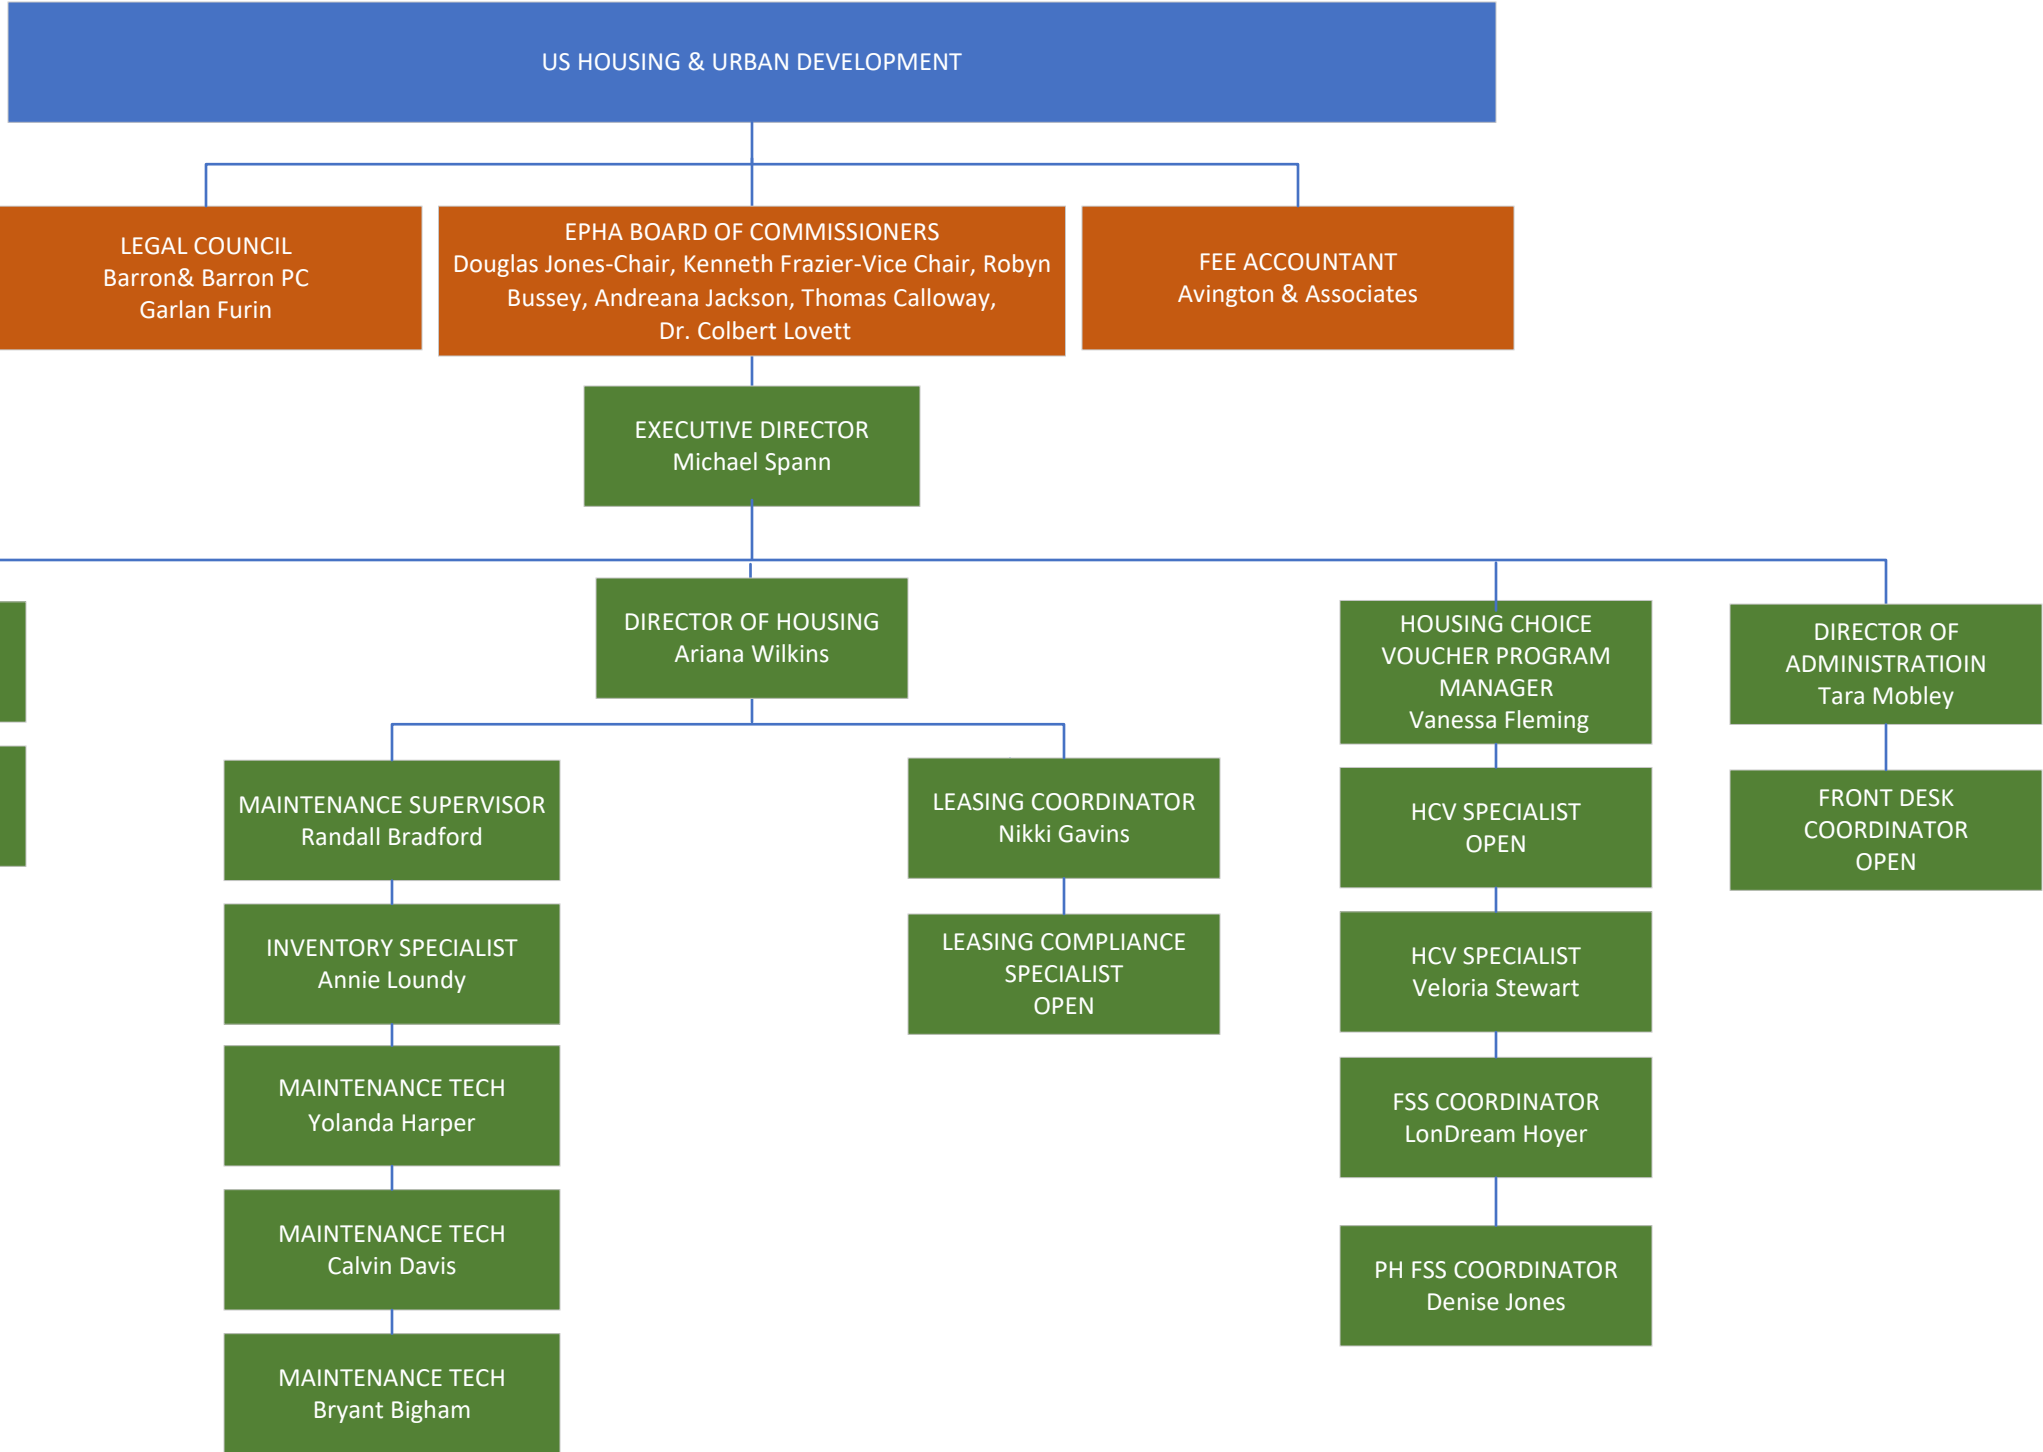 US HOUSING & URBAN DEVELOPMENT
LEGAL COUNCIL
Barron& Barron PC
Garlan Furin
EPHA BOARD OF COMMISSIONERS
Douglas Jones-Chair, Kenneth Frazier-Vice Chair, Robyn
Bussey, Andreana Jackson, Thomas Calloway,
Dr. Colbert Lovett
FEE ACCOUNTANT
Avington & Associates
EXECUTIVE DIRECTOR
Michael Spann
DIRECTOR OF HOUSING
Ariana Wilkins
HOUSING CHOICE
VOUCHER PROGRAM
MANAGER
Vanessa Fleming
DIRECTOR OF
ADMINISTRATIOIN
Tara Mobley
MAINTENANCE SUPERVISOR
Randall Bradford
LEASING COORDINATOR
Nikki Gavins
HCV SPECIALIST
OPEN
FRONT DESK
COORDINATOR
OPEN
INVENTORY SPECIALIST
Annie Loundy
LEASING COMPLIANCE
SPECIALIST
OPEN
HCV SPECIALIST
Veloria Stewart
MAINTENANCE TECH
Yolanda Harper
FSS COORDINATOR
LonDream Hoyer
MAINTENANCE TECH
Calvin Davis
PH FSS COORDINATOR
Denise Jones
MAINTENANCE TECH
Bryant Bigham